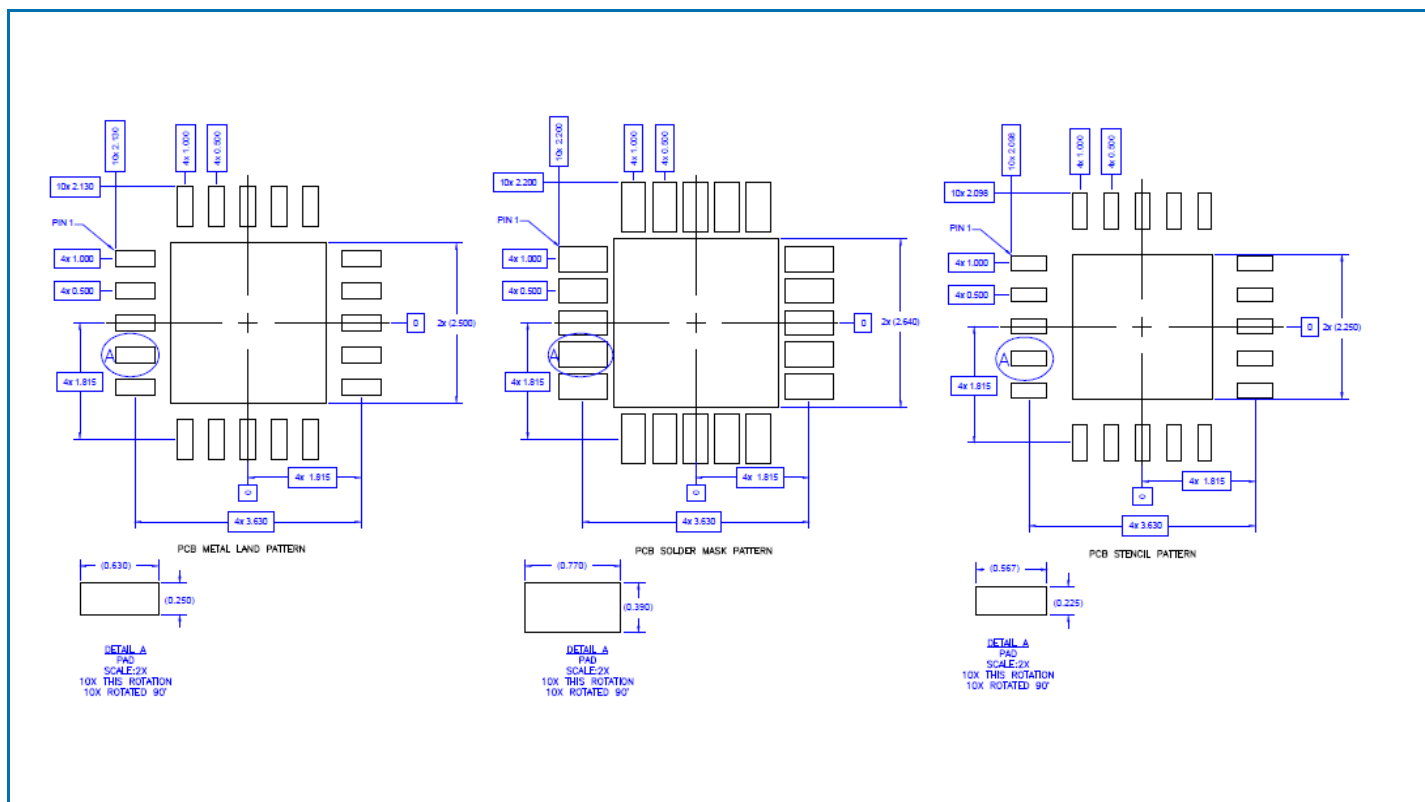 10x 2.130
4x 1.000
4x 0.500
10x 2.130
PIN 1
4x 1.000
4x 0.500
A
0
2x (2.500)
4x 1.815
4x 1.815
0
4x 3.630
PCB METAL LAND PATTERN
(0.630)
(0.250)
DETAIL A
PAD
SCALE:2X
10X THIS ROTATION
10X ROTATED 90°
10x 2.200
4x 1.000
4x 0.500
10x 2.200
PIN 1
4x 1.000
4x 0.500
A
0
2x (2.640)
4x 1.815
4x 1.815
0
4x 3.630
PCB SOLDER MASK PATTERN
(0.770)
(0.390)
DETAIL A
PAD
SCALE:2X
10X THIS ROTATION
10X ROTATED 90°
10x 2.098
4x 1.000
4x 0.500
10x 2.098
PIN 1
4x 1.000
4x 0.500
A
0
2x (2.250)
4x 1.815
4x 1.815
0
4x 3.630
PCB STENCIL PATTERN
(0.567)
(0.225)
DETAIL A
PAD
SCALE:2X
10X THIS ROTATION
10X ROTATED 90°